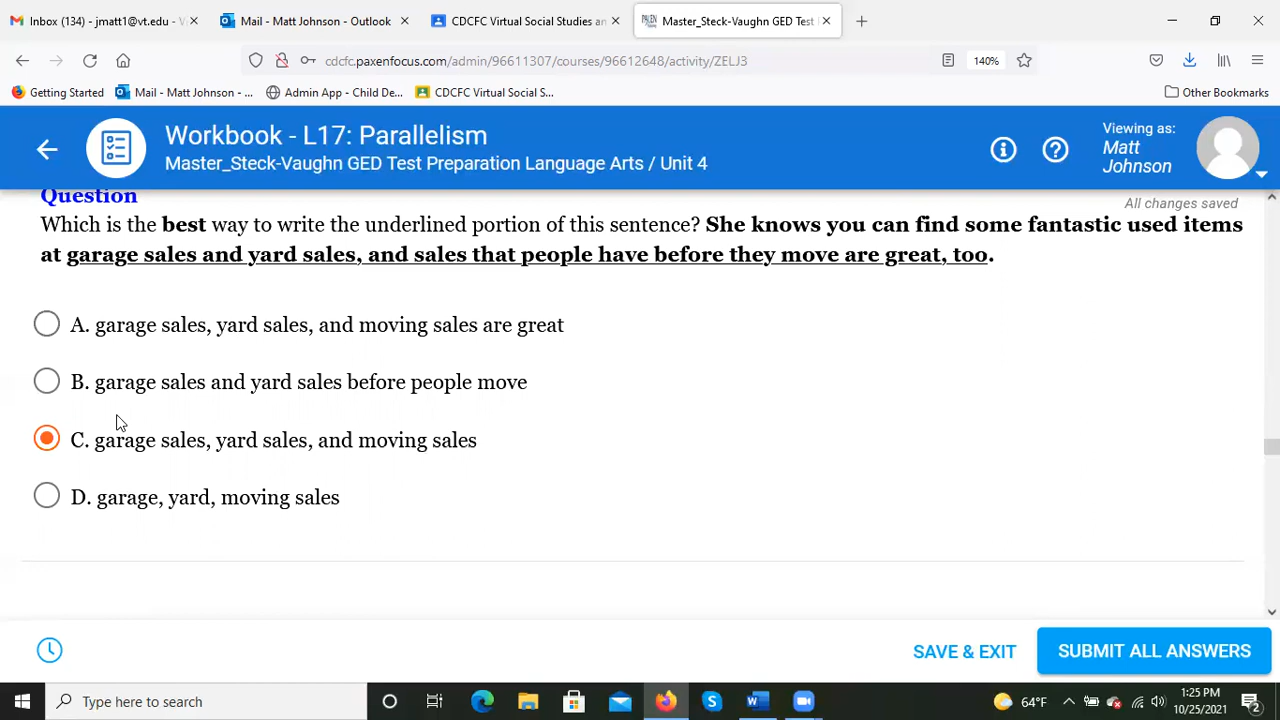 Inbox (134) - jmatt1@vt.edu - V
Mail - Matt Johnson - Outlook
CDCFC Virtual Social Studies an
PAXEN
Master_Steck-Vaughn GED Test
cdcfc.paxenfocus.com/admin/96611307/courses/96612648/activity/ZELJ3
140%
Getting Started
Mail - Matt Johnson - ...
Admin App - Child De...
CDCFC Virtual Social S...
Other Bookmarks
Workbook - L17: Parallelism
Master_Steck-Vaughn GED Test Preparation Language Arts / Unit 4
Viewing as:
Matt
Johnson
Question
All changes saved
Which is the best way to write the underlined portion of this sentence? She knows you can find some fantastic used items
at garage sales and yard sales, and sales that people have before they move are great, too.
A. garage sales, yard sales, and moving sales are great
B. garage sales and yard sales before people move
C. garage sales, yard sales, and moving sales
D. garage, yard, moving sales
SAVE & EXIT
SUBMIT ALL ANSWERS
Type here to search
64°F
1:25 PM
10/25/2021
2